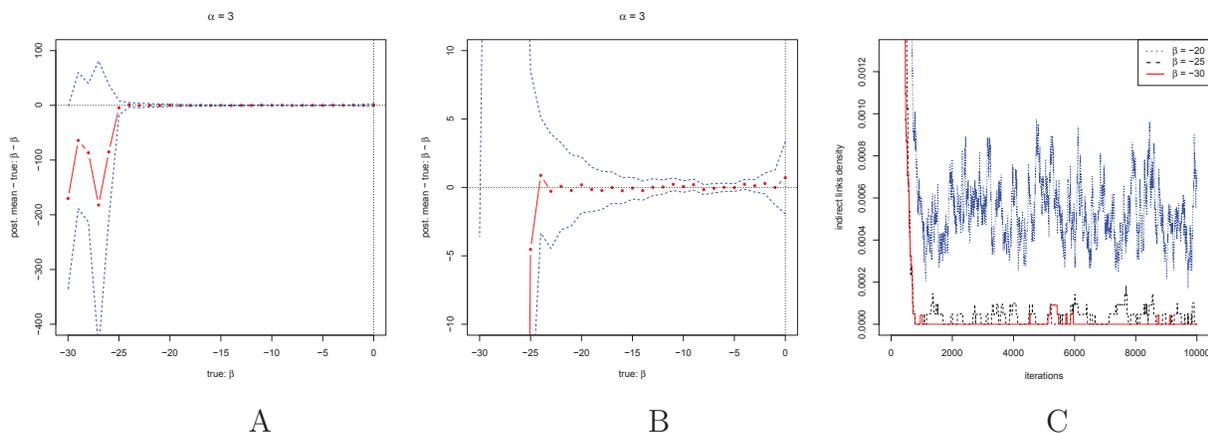 α = 3
100
0
−100
−200
−300
−400
post. mean − true: β − β
−30
−25
−20
−15
−10
−5
0
true: β
A
α = 3
10
5
0
−5
−10
post. mean − true: β − β
−30
−25
−20
−15
−10
−5
0
true: β
B
β = −20
β = −25
β = −30
0.0012
0.0010
0.0008
0.0006
0.0004
0.0002
0.0000
indirect links density
0
2000
4000
6000
8000
10000
iterations
C